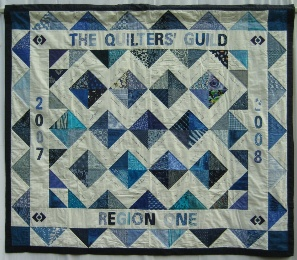 THE QUILTERS' GUILD
2007
2008
REGION ONE